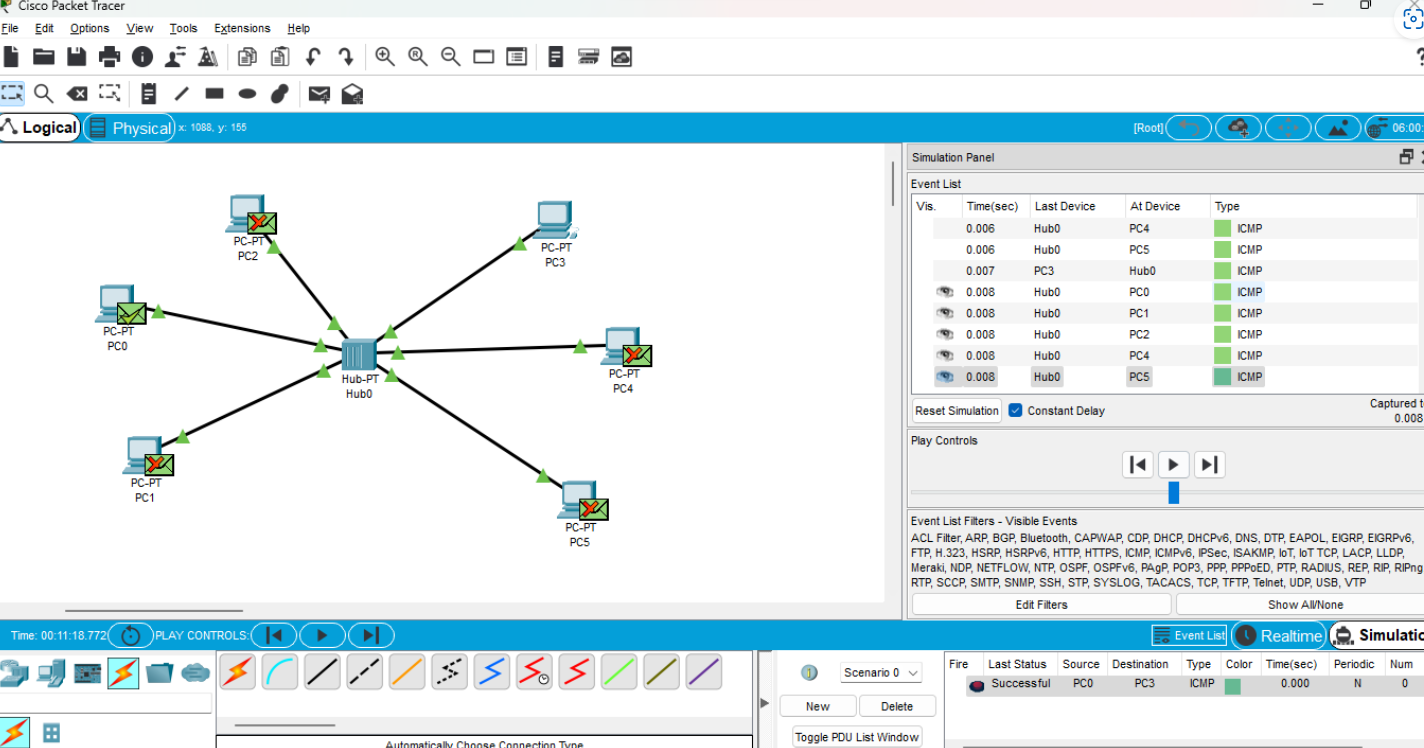 Cisco Packet Tracer
File Edit Options View Tools Extensions Help
Logical Physical x: 1088, y: 155 [Root] 06:00:
PC-PT
PC2
PC-PT
PC3
PC-PT
PC0
Hub-PT
Hub0
PC-PT
PC4
PC-PT
PC1
PC-PT
PC5
Simulation Panel
Event List
Vis. Time(sec) Last Device At Device Type
0.006 Hub0 PC4 ICMP
0.006 Hub0 PC5 ICMP
0.007 PC3 Hub0 ICMP
0.008 Hub0 PC0 ICMP
0.008 Hub0 PC1 ICMP
0.008 Hub0 PC2 ICMP
0.008 Hub0 PC4 ICMP
0.008 Hub0 PC5 ICMP
Reset Simulation Constant Delay Captured t
0.008
Play Controls
Event List Filters - Visible Events
ACL Filter, ARP, BGP, Bluetooth, CAPWAP, CDP, DHCP, DHCPv6, DNS, DTP, EAPOL, EIGRP, EIGRPv6,
FTP, H.323, HSRP, HSRPv6, HTTP, HTTPS, ICMP, ICMPv6, IPSec, ISAKMP, IoT, IoT TCP, LACP, LLDP,
Meraki, NDP, NETFLOW, NTP, OSPF, OSPFv6, PAgP, POP3, PPP, PPPoED, PTP, RADIUS, REP, RIP, RIPng
RTP, SCCP, SMTP, SNMP, SSH, STP, SYSLOG, TACACS, TCP, TFTP, Telnet, UDP, USB, VTP
Edit Filters Show All/None
Time: 00:11:18.772 PLAY CONTROLS: Event List Realtime Simulatic
Scenario 0
New Delete
Toggle PDU List Window
Fire Last Status Source Destination Type Color Time(sec) Periodic Num
Successful PC0 PC3 ICMP 0.000 N 0
Automatically Choose Connection Type